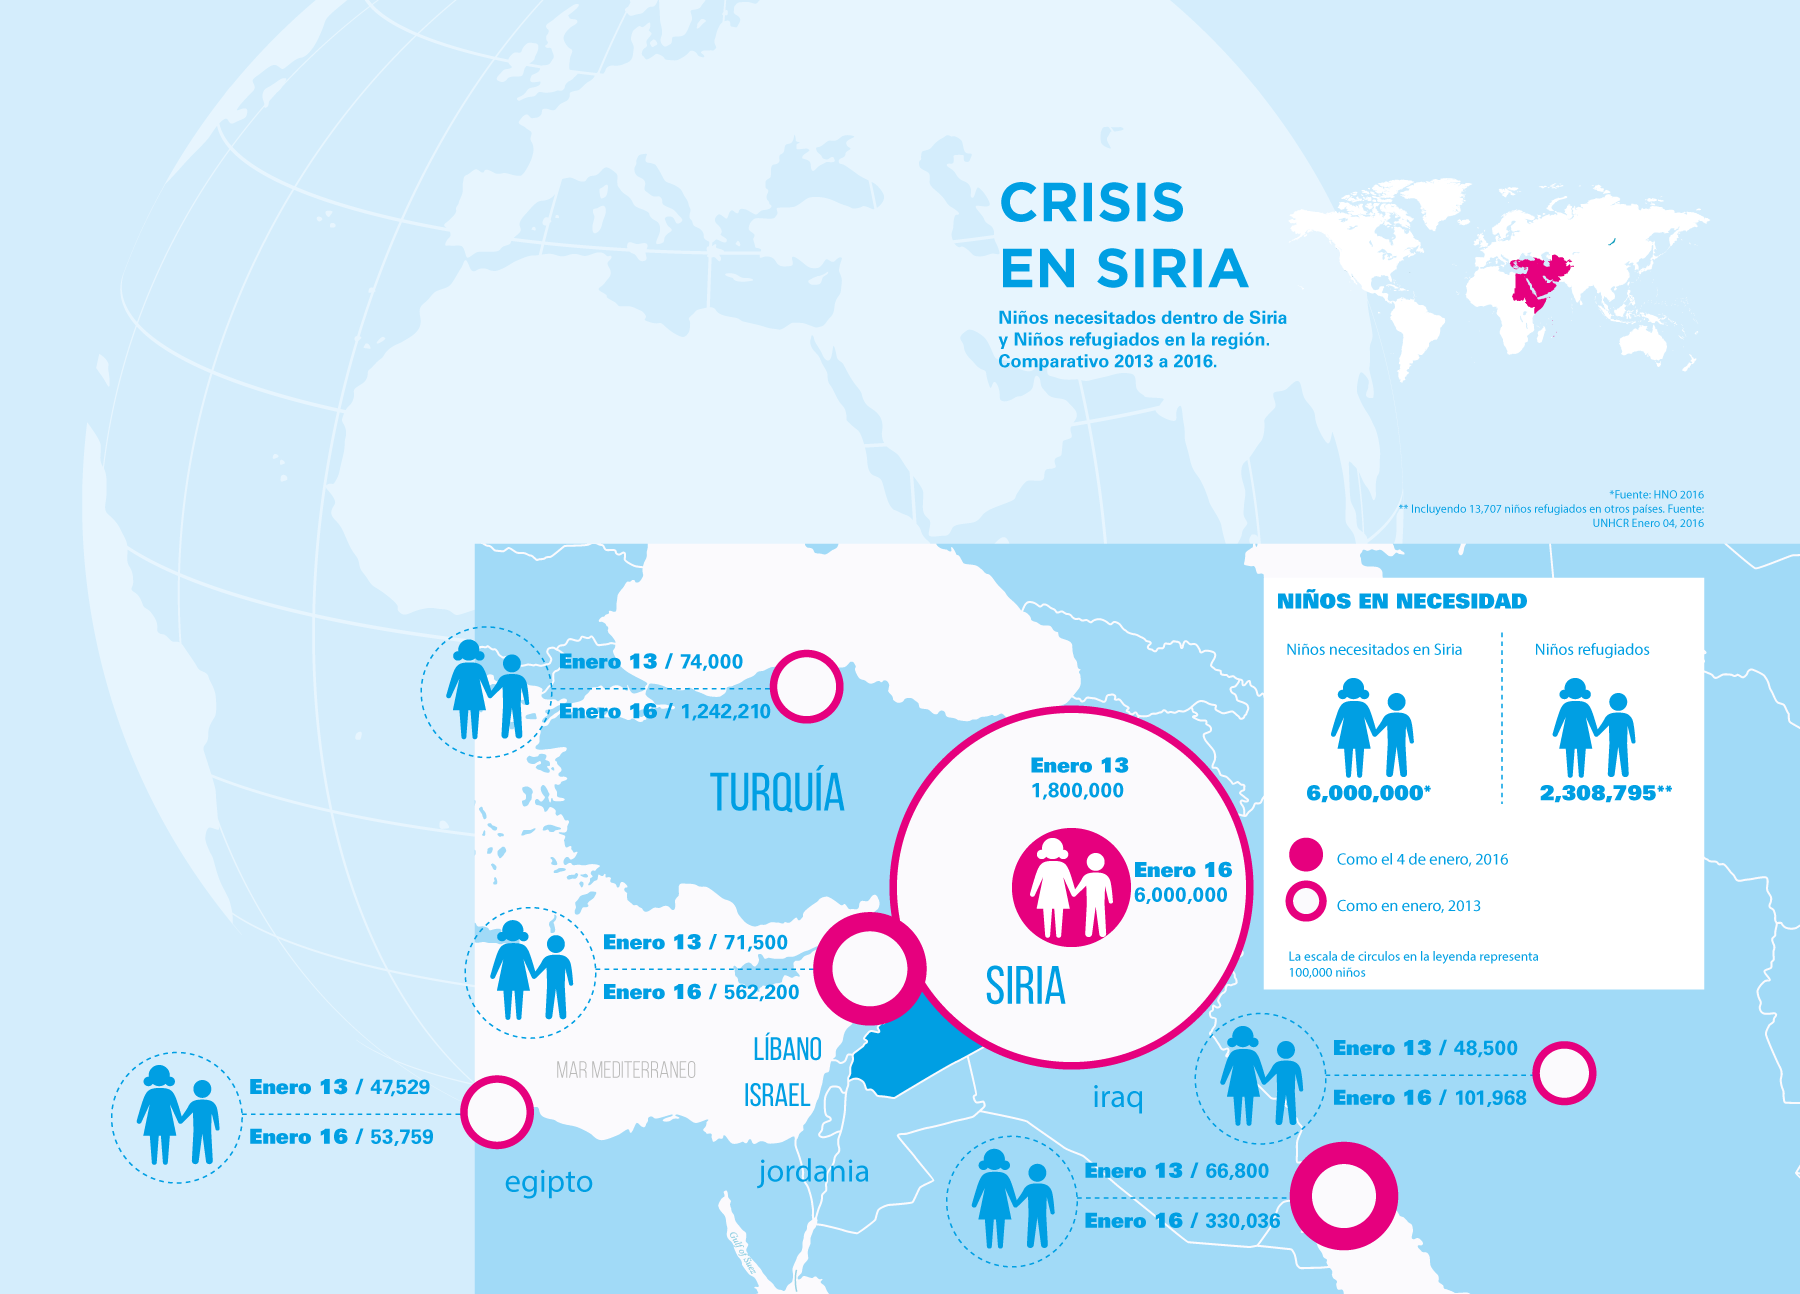 CRISIS
EN SIRIA
Niños necesitados dentro de Siria
y Niños refugiados en la región.
Comparativo 2013 a 2016.
*Fuente: HNO 2016
** Incluyendo 13,707 niños refugiados en otros países. Fuente:
UNHCR Enero 04, 2016
NIÑOS EN NECESIDAD
Niños necesitados en Siria
Niños refugiados
6,000,000*
2,308,795**
Como el 4 de enero, 2016
Como en enero, 2013
La escala de circulos en la leyenda representa
100,000 niños
Enero 13 / 74,000
Enero 16 / 1,242,210
TURQUÍA
Enero 13
1,800,000
Enero 16
6,000,000
SIRIA
Enero 13 / 71,500
Enero 16 / 562,200
LÍBANO
MAR MEDITERRANEO
ISRAEL
Enero 13 / 47,529
Enero 16 / 53,759
egipto
jordania
iraq
Enero 13 / 48,500
Enero 16 / 101,968
Enero 13 / 66,800
Enero 16 / 330,036
Gulf of Suez